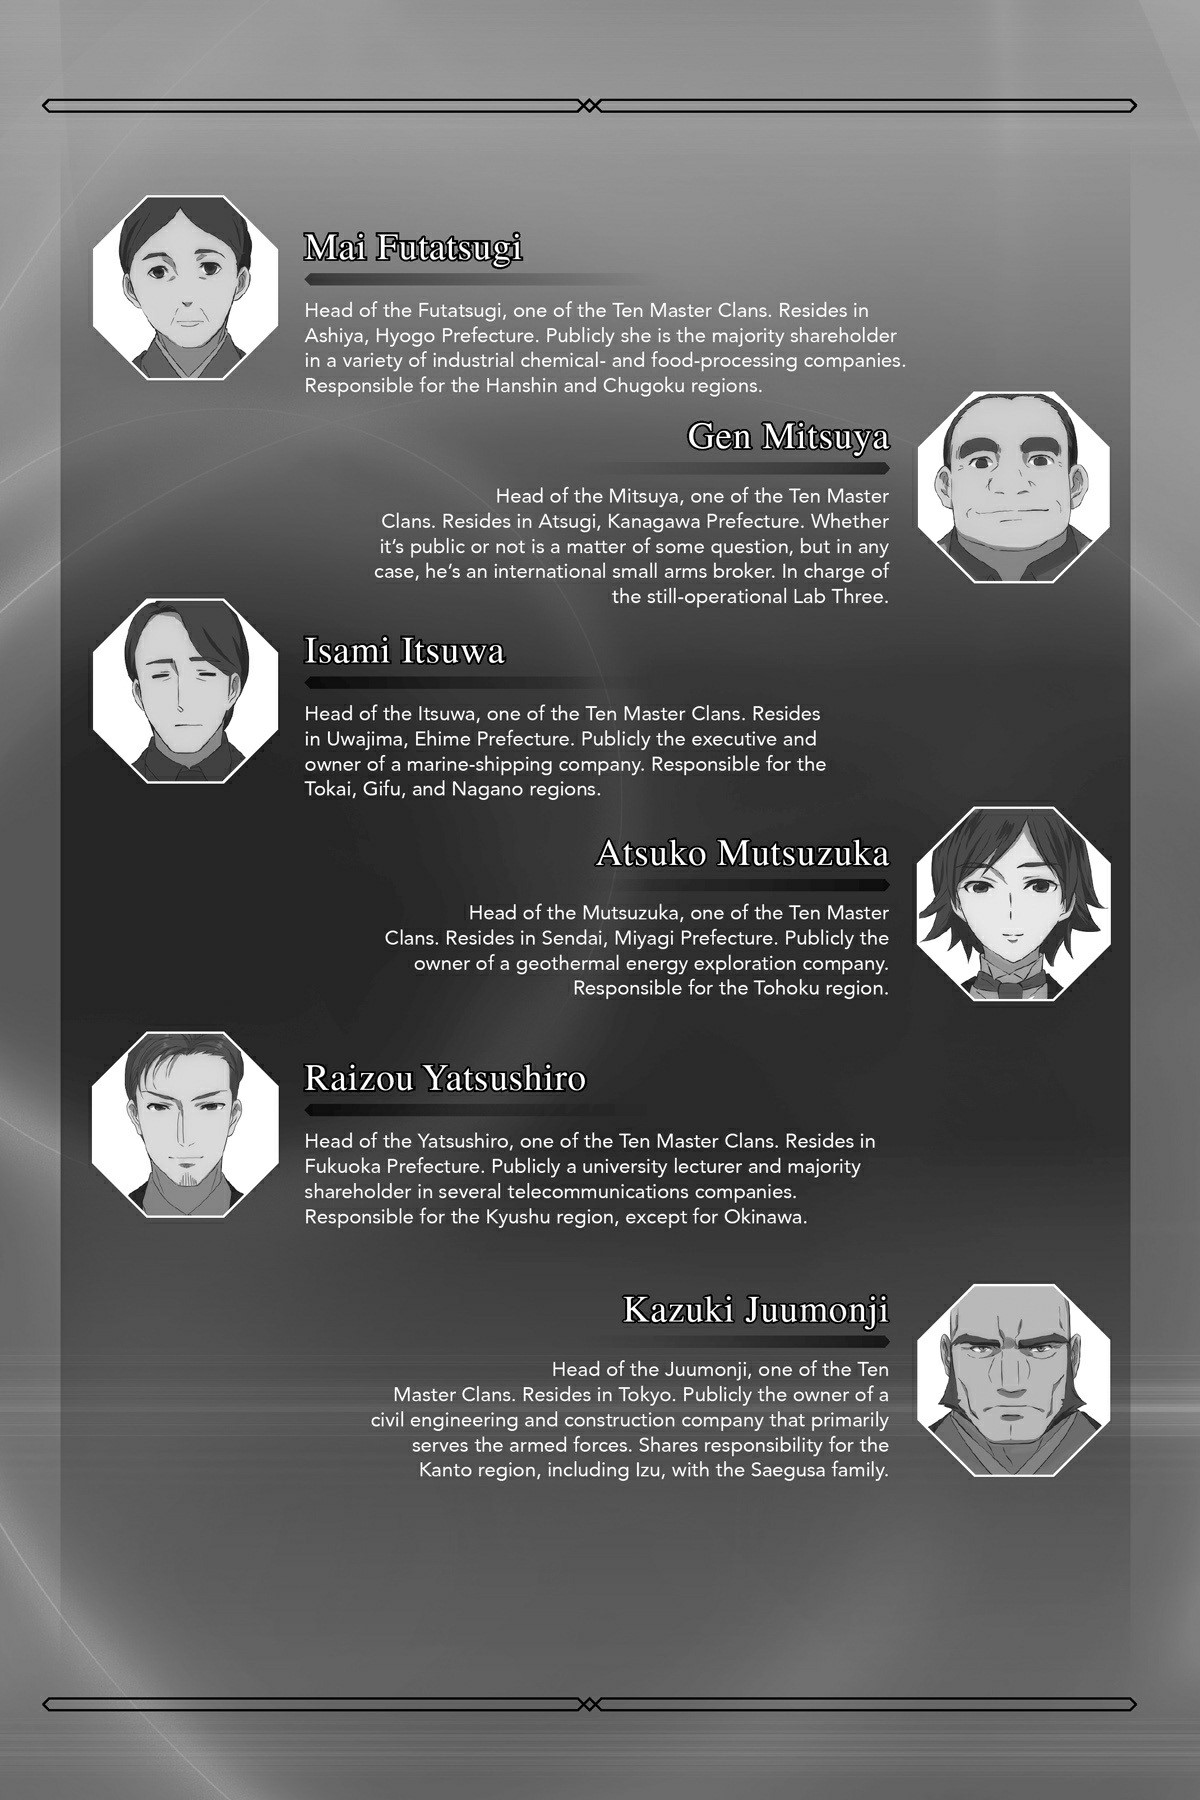 Mai Futatsugi
Head of the Futatsugi, one of the Ten Master Clans. Resides in
Ashiya, Hyogo Prefecture. Publicly she is the majority shareholder
in a variety of industrial chemical- and food-processing companies.
Responsible for the Hanshin and Chugoku regions.
Gen Mitsuya
Head of the Mitsuya, one of the Ten Master
Clans. Resides in Atsugi, Kanagawa Prefecture. Whether
it's public or not is a matter of some question, but in any
case, he's an international small arms broker. In charge of
the still-operational Lab Three.
Isami Itsuwa
Head of the Itsuwa, one of the Ten Master Clans. Resides
in Uwajima, Ehime Prefecture. Publicly the executive and
owner of a marine-shipping company. Responsible for the
Tokai, Gifu, and Nagano regions.
Atsuko Mutsuzuka
Head of the Mutsuzuka, one of the Ten Master
Clans. Resides in Sendai, Miyagi Prefecture. Publicly the
owner of a geothermal energy exploration company.
Responsible for the Tohoku region.
Raizou Yatsushiro
Head of the Yatsushiro, one of the Ten Master Clans. Resides in
Fukuoka Prefecture. Publicly a university lecturer and majority
shareholder in several telecommunications companies.
Responsible for the Kyushu region, except for Okinawa.
Kazuki Juumonji
Head of the Juumonji, one of the Ten
Master Clans. Resides in Tokyo. Publicly the owner of a
civil engineering and construction company that primarily
serves the armed forces. Shares responsibility for the
Kanto region, including Izu, with the Saegusa family.